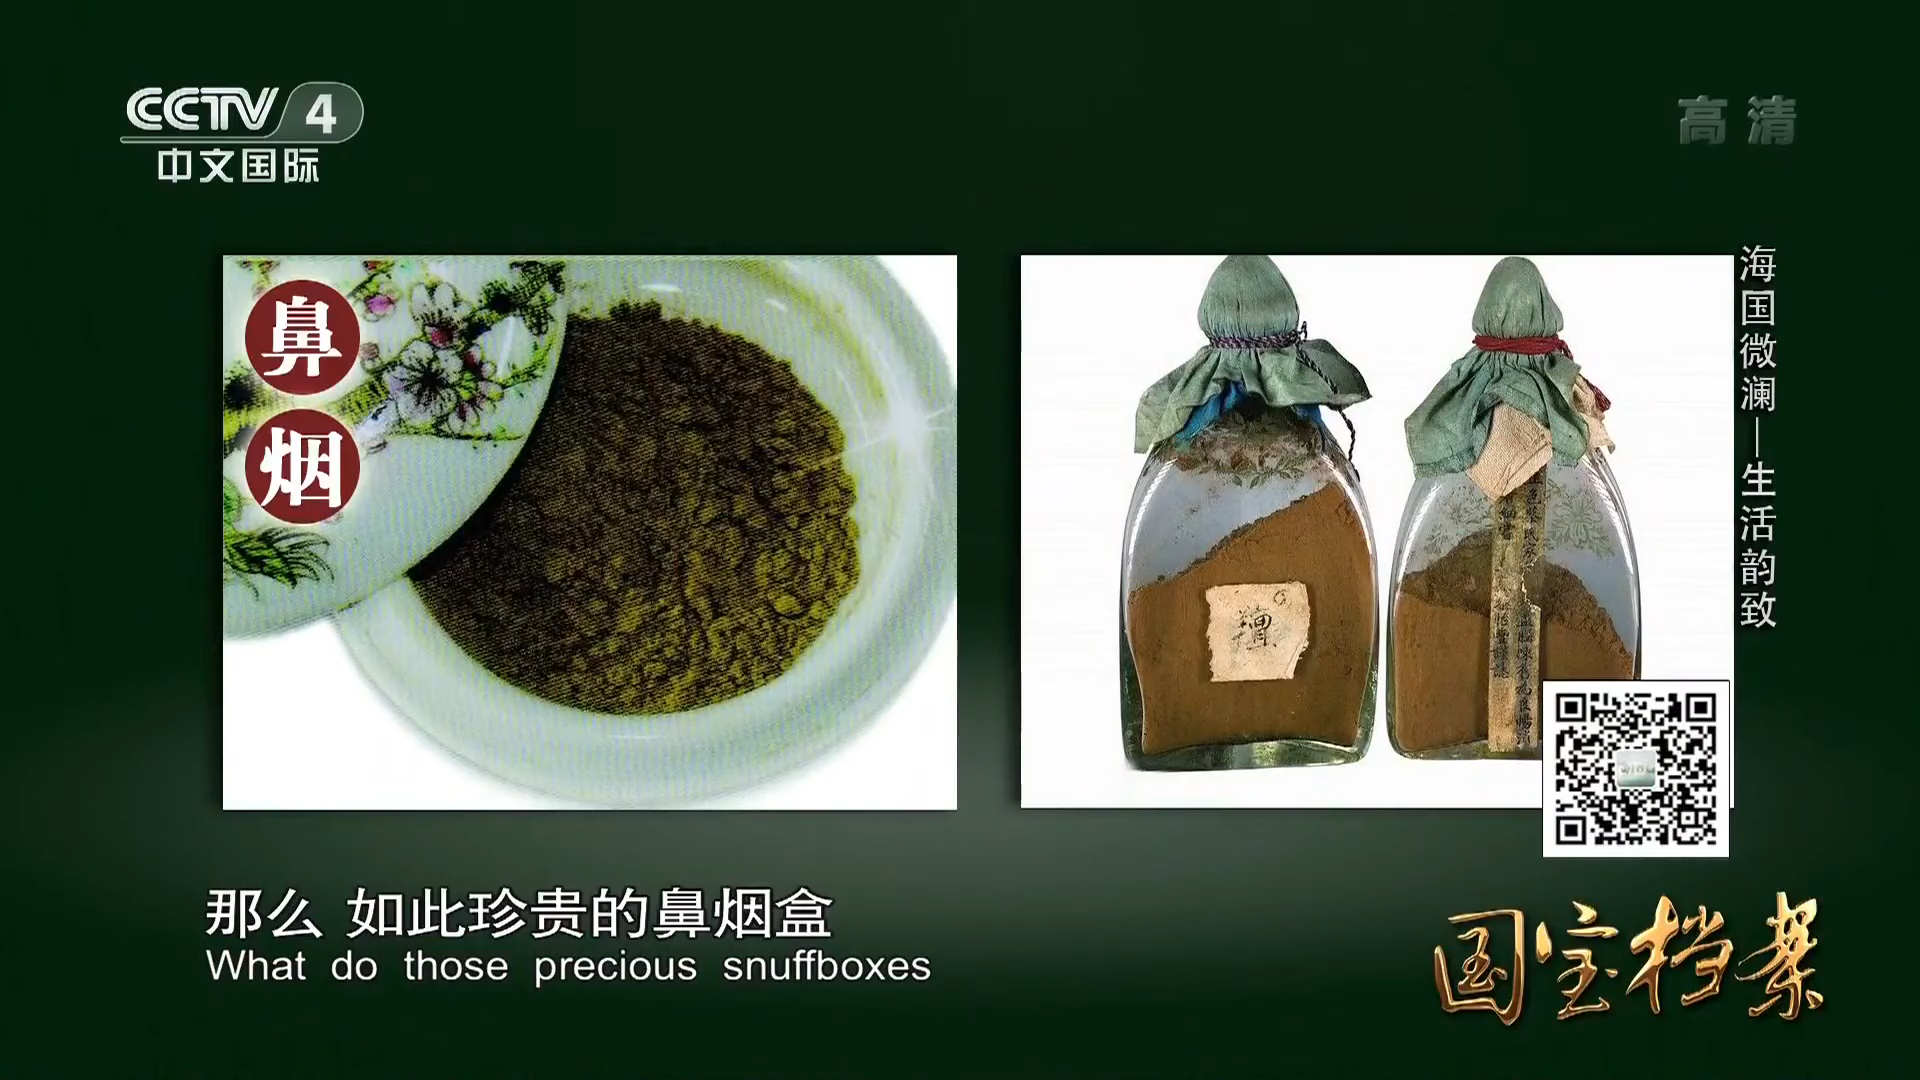 CCTV 4
中文国际
高清
鼻烟
海国微澜—生活韵致
那么 如此珍贵的鼻烟盒
What do those precious snuffboxes
国宝档案